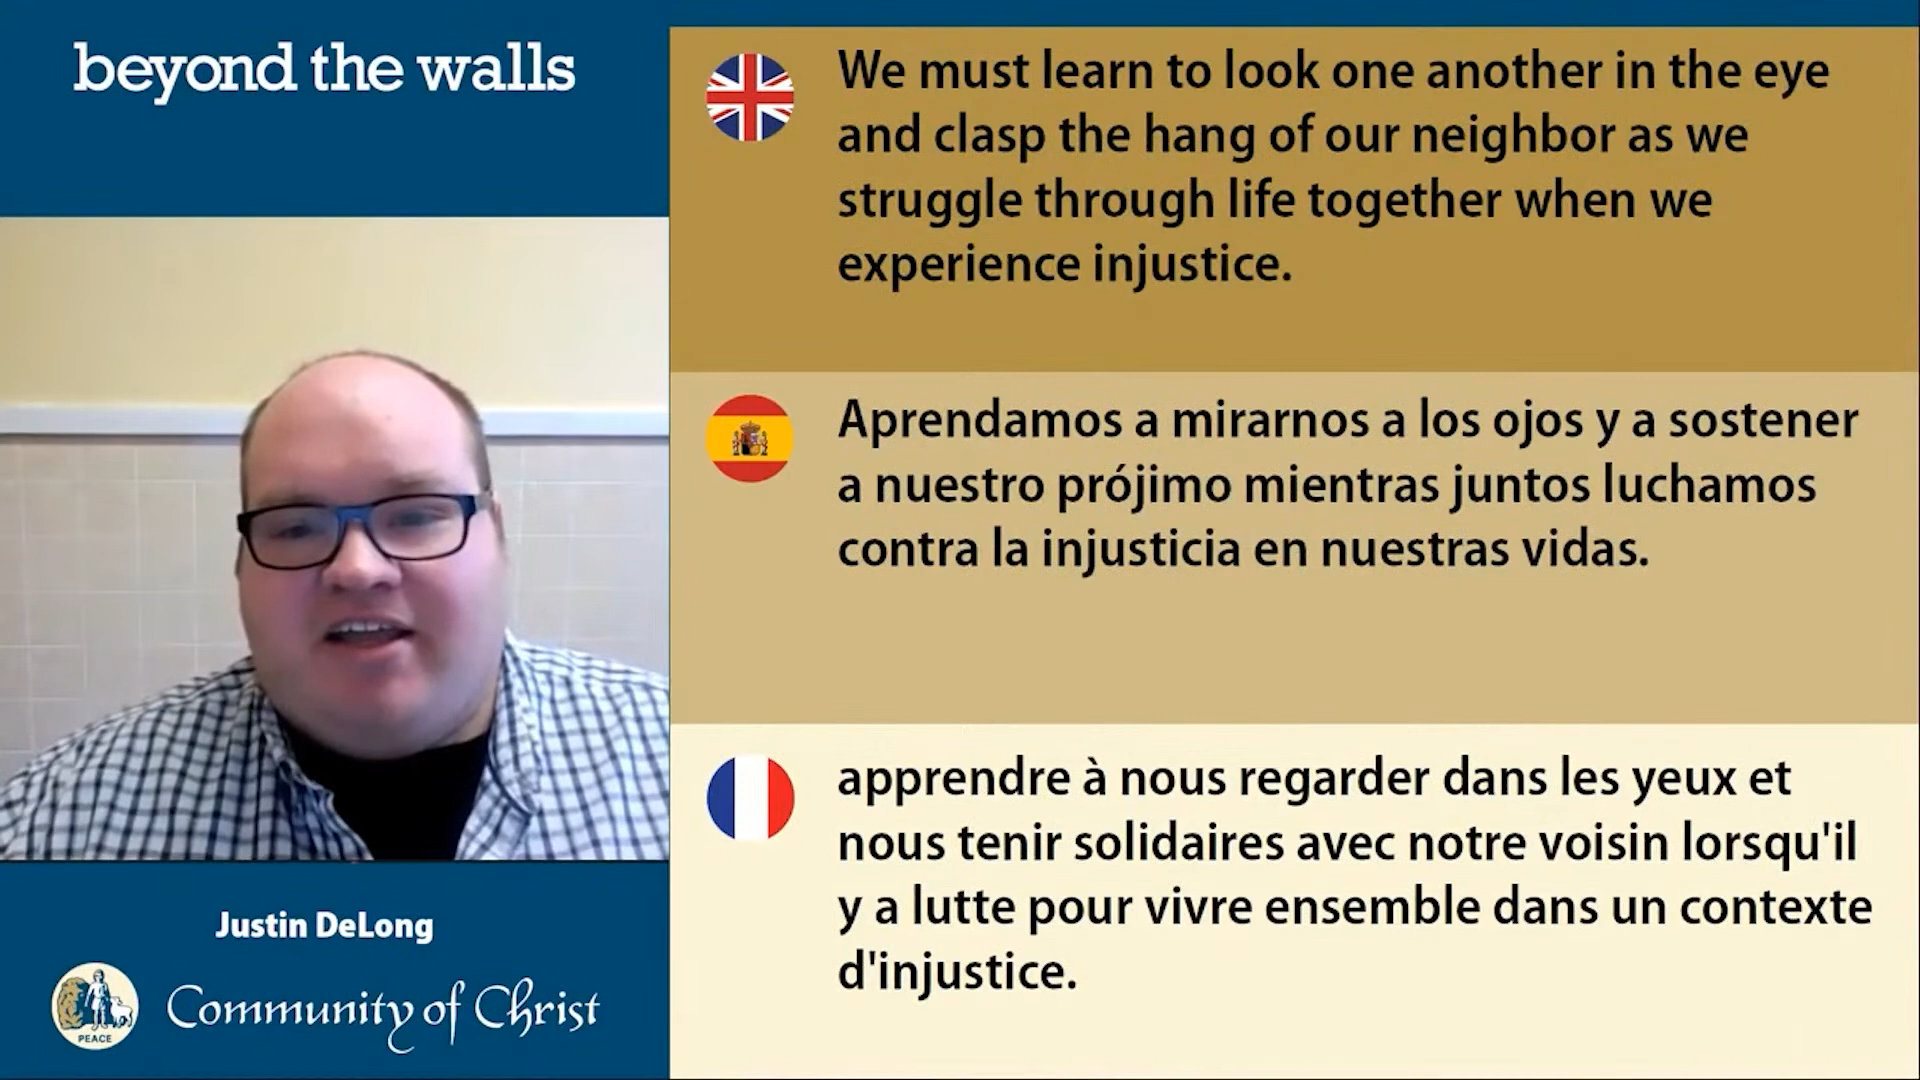 beyond the walls
We must learn to look one another in the eye
and clasp the hang of our neighbor as we
struggle through life together when we
experience injustice.
Aprendamos a mirarnos a los ojos y a sostener
a nuestro prójimo mientras juntos luchamos
contra la injusticia en nuestras vidas.
apprendre à nous regarder dans les yeux et
nous tenir solidaires avec notre voisin lorsqu'il
y a lutte pour vivre ensemble dans un contexte
d'injustice.
Justin DeLong
PEACE
Community of Christ